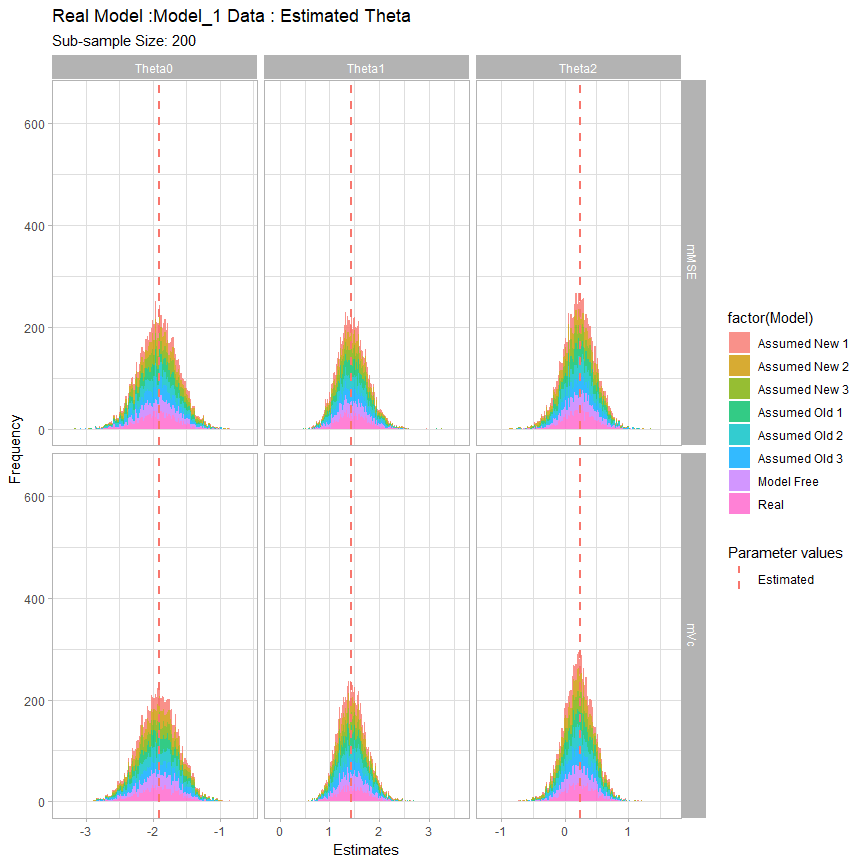 Real Model :Model_1 Data : Estimated Theta
Sub-sample Size: 200
Theta0
Theta1
Theta2
600
400
200
0
mMSE
600
400
200
0
mVc
Frequency
-3
-2
-1
0
1
2
3
-1
0
1
Estimates
factor(Model)
Assumed New 1
Assumed New 2
Assumed New 3
Assumed Old 1
Assumed Old 2
Assumed Old 3
Model Free
Real
Parameter values
Estimated